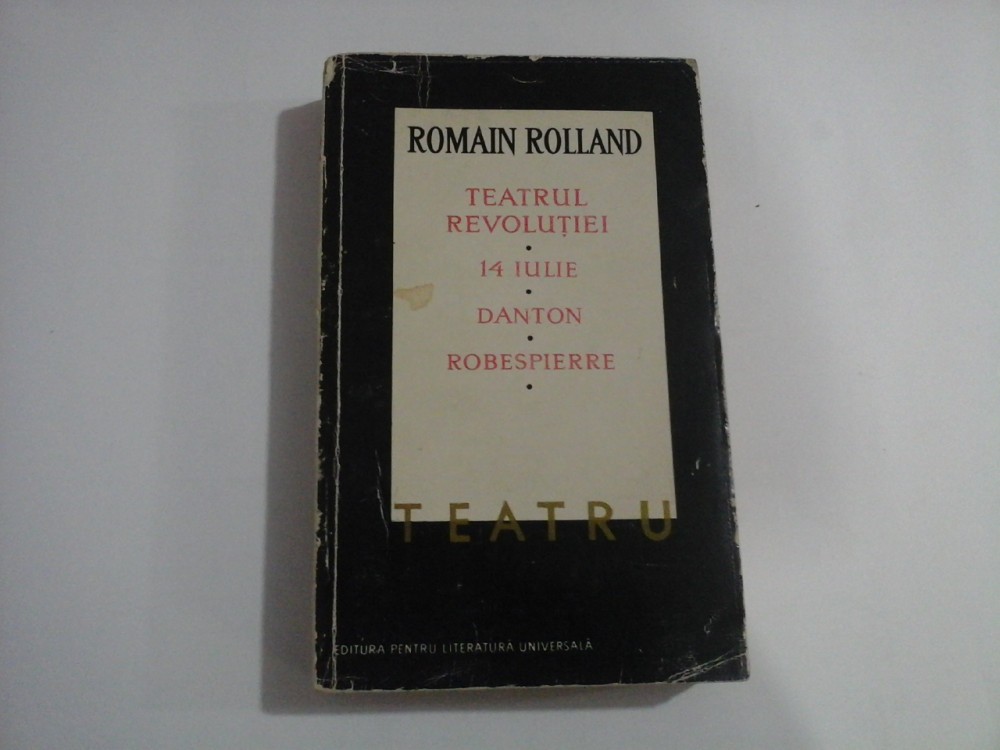 ROMAIN ROLLAND
TEATRUL
REVOLUȚIEI
•
14 IULIE
•
DANTON
•
ROBESPIERRE
•
TEATRU
EDITURA PENTRU LITERATURĂ UNIVERSALĂ